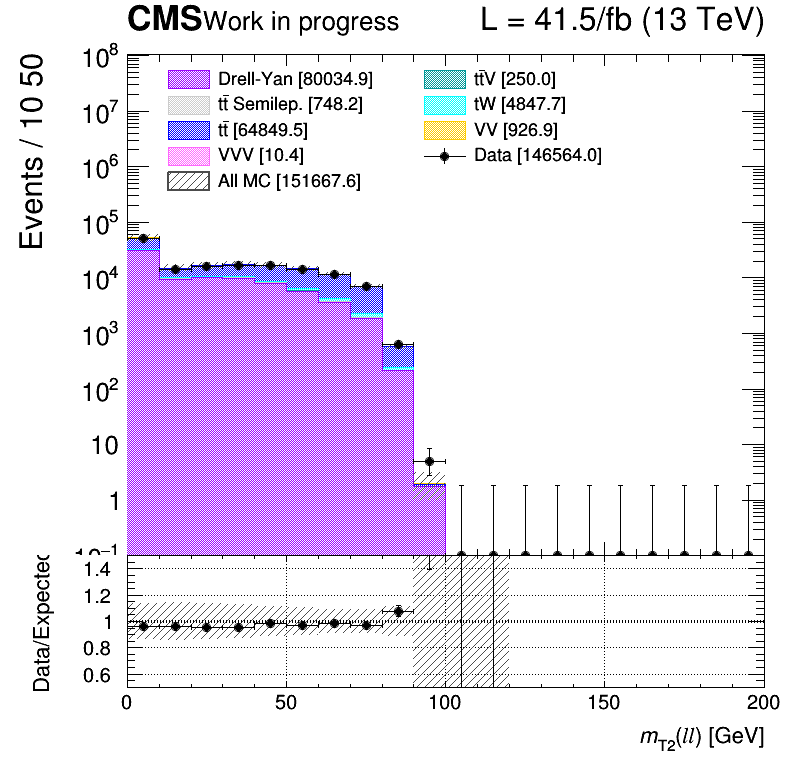 CMS Work in progress L = 41.5/fb (13 TeV)
Events / 10 50
10⁸
10⁷
10⁶
10⁵
10⁴
10³
10²
10
1
10⁻¹
Drell-Yan [80034.9]
tt̄ Semilep. [748.2]
tt̄ [64849.5]
VVV [10.4]
All MC [151667.6]
tt̄V [250.0]
tW [4847.7]
VV [926.9]
Data [146564.0]
Data/Expected
1.4
1.2
1
0.8
0.6
0 50 100 150 200
m_T2(ll) [GeV]